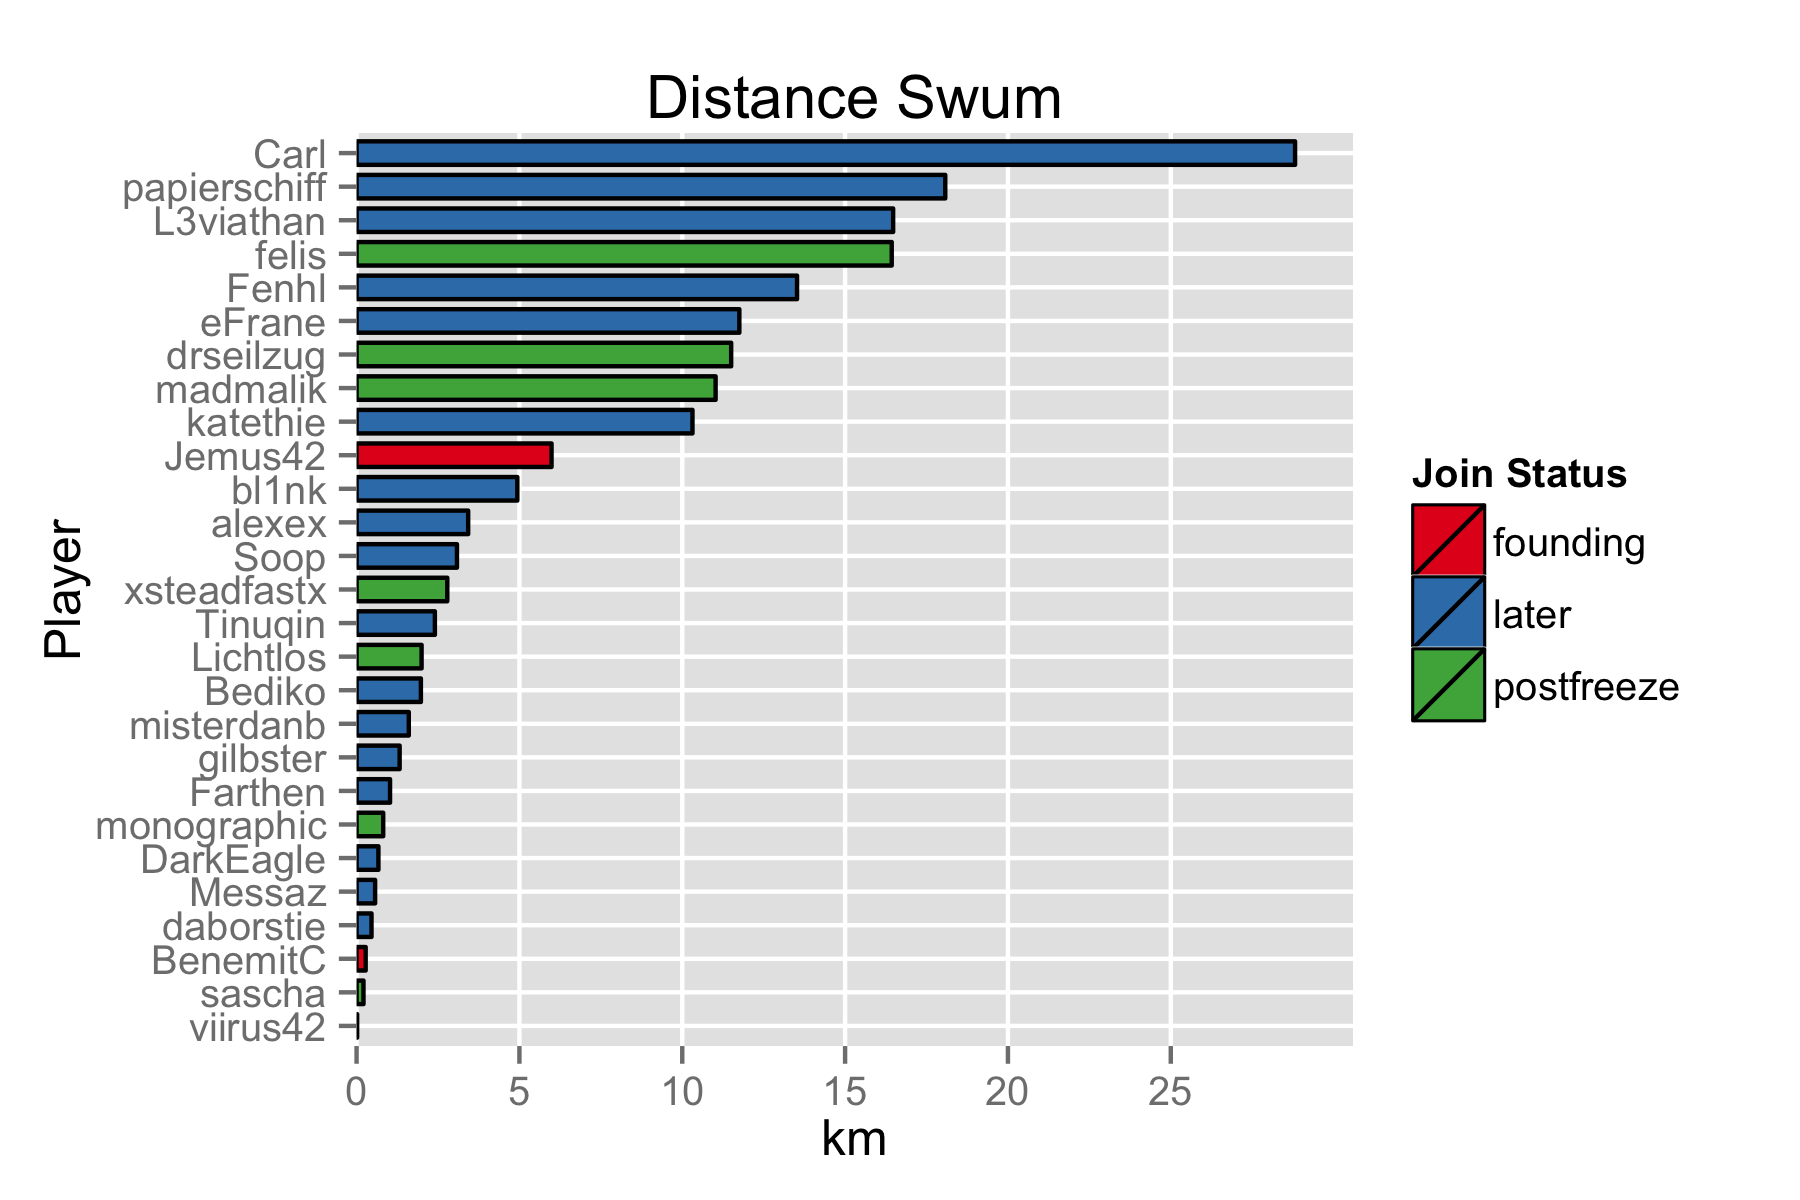 Distance Swum
Player
Carl
papierschiff
L3viathan
felis
Fenhl
eFrane
drseilzug
madmalik
katethie
Jemus42
bl1nk
alexex
Soop
xsteadfastx
Tinuqin
Lichtlos
Bediko
misterdanb
gilbster
Farthen
monographic
DarkEagle
Messaz
daborstie
BenemitC
sascha
viirus42
0 5 10 15 20 25
km
Join Status
founding
later
postfreeze